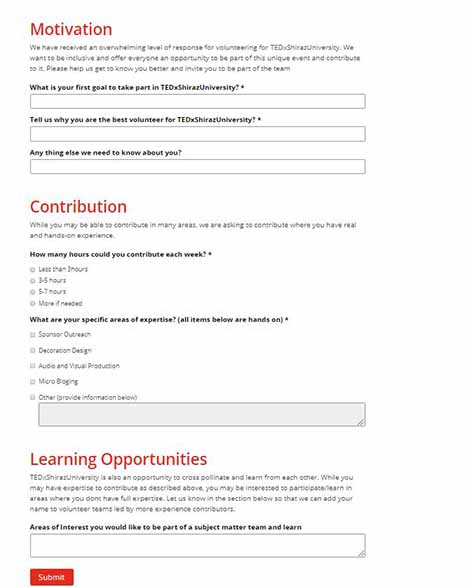 Motivation
We have received an overwhelming level of response for volunteering for TEDxShirazUniversity. We
want to be inclusive and offer everyone an opportunity to be part of this unique event and contribute
to it. Please help us get to know you better and invite you to be part of the team
What is your first goal to take part in TEDxShirazUniversity? *
Tell us why you are the best volunteer for TEDxShirazUniversity? *
Any thing else we need to know about you?
Contribution
While you may be able to contribute in many areas, we are asking to contribute where you have real
and hands-on experience.
How many hours could you contribute each week? *
Less than 3hours
3-5 hours
5-7 hours
More if needed
What are your specific areas of expertise? (all items below are hands on) *
Sponsor Outreach
Decoration Design
Audio and Visual Production
Micro Bloging
Other (provide information below)
Learning Opportunities
TEDxShirazUniversity is also an opportunity to cross pollinate and learn from each other. While you
may have expertise to contribute as described above, you may be interested to participate/learn in
areas where you dont have full expertise. Let us know in the section below so that we can add your
name to volunteer teams led by more experience contributors.
Areas of Interest you would like to be part of a subject matter team and learn
Submit